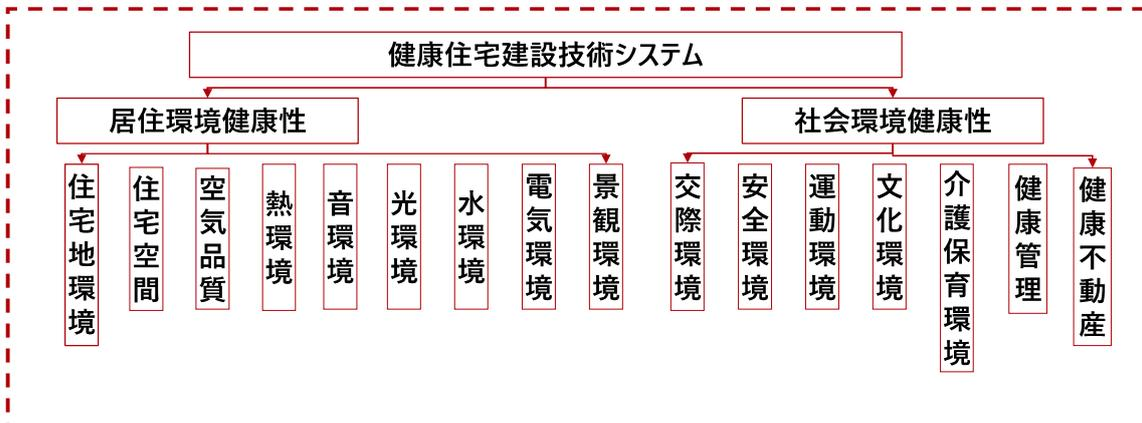 健康住宅建設技術システム
居住環境健康性
社会環境健康性
住宅地環境
住宅空間
空気品質
熱環境
音環境
光環境
水環境
電気環境
景観環境
交際環境
安全環境
運動環境
文化環境
介護保育環境
健康管理
健康不動産